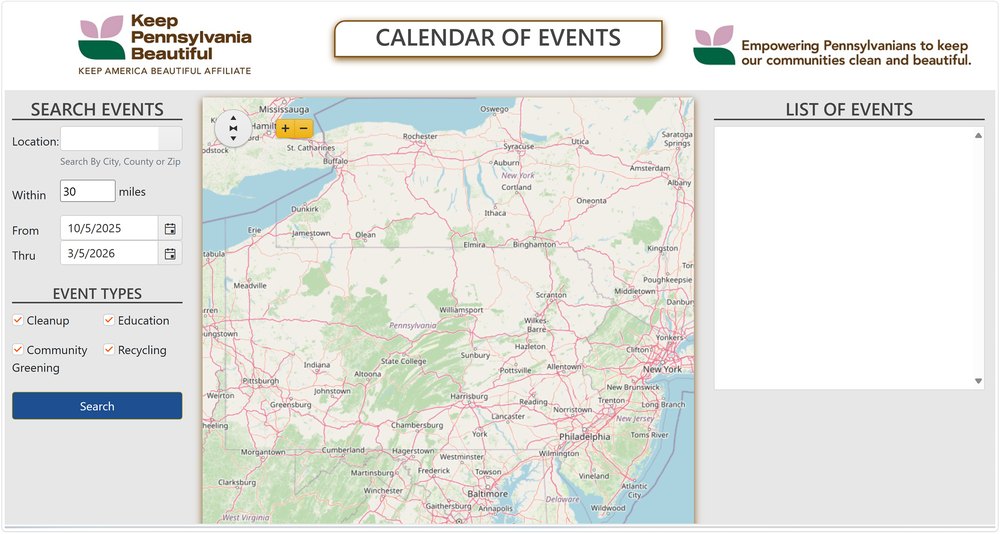 Keep
Pennsylvania
Beautiful
KEEP AMERICA BEAUTIFUL AFFILIATE
CALENDAR OF EVENTS
Empowering Pennsylvanians to keep
our communities clean and beautiful.
SEARCH EVENTS
Location:
Search By City, County or Zip
Within 30 miles
From 10/5/2025
Thru 3/5/2026
EVENT TYPES
Cleanup Education
Community Recycling
Greening
Search
Mississauga
Oswego
+ −
Rochester
Utica
Saratoga
Springs
St. Catharines
Syracuse
Buffalo
Auburn
Amsterdam
New York
Albany
Cortland
Oneonta
Dunkirk
Ithaca
Erie
Jamestown
Olean
Elmira
Binghamton
Kingston
Poughkeepsie
Meadville
Scranton
Middletown
Williamsport
Wilkes-
Barre
Pennsylvania
Yonkers
Hazleton
Clifton
Sunbury
State College
Indiana
Pottsville
Allentown
New York
Altoona
Pittsburgh
New Brunswick
Weirton
Johnstown
Harrisburg
Reading
Trenton
Long Branch
Greensburg
Lancaster
Norristown
New Jersey
Chambersburg
York
Philadelphia
Toms River
Morgantown
Cumberland
Hagerstown
Wilmington
Westminster
Martinsburg
Frederick
Towson
Vineland
Clarksburg
Winchester
Baltimore
Atlantic
City
Gaithersburg
Annapolis
Delaware
Wildwood
West Virginia
LIST OF EVENTS